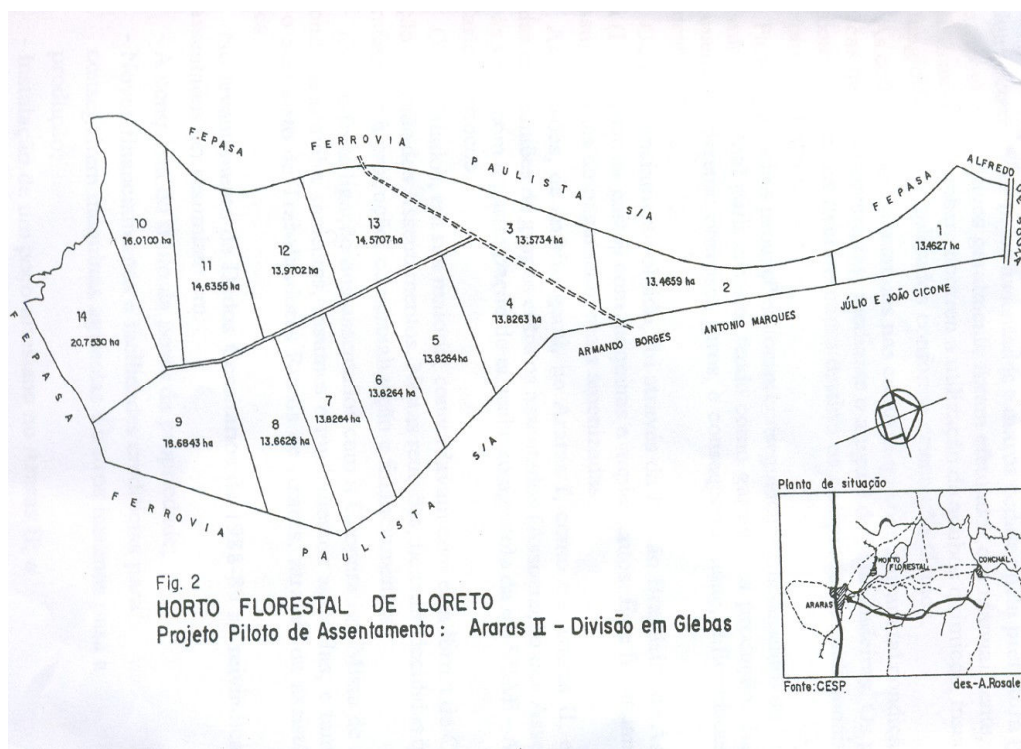 F.EPASA
FERROVIA PAULISTA S/A
FEPASA
ALFREDO DE SOUZA
10
16.0100 ha
11
14,6355 ha
12
13.9702 ha
13
14.5707 ha
3
13.5734 ha
13.4659 ha
2
1
13.4627 ha
14
20,7530 ha
4
13.8263 ha
5
13.8264 ha
6
13.8264 ha
7
13.8264 ha
8
13.6626 ha
9
ARMANDO BORGES
ANTONIO MARQUES
JÚLIO E JOÃO CICONE
FEPASA
FERROVIA PAULISTA S/A
Planta de situação
HORTO
FLORESTAL
CONCHAL
ARARAS
Fonte: CESP.
des.-A.Rosale
Fig. 2
HORTO FLORESTAL DE LORETO
Projeto Piloto de Assentamento: Araras II - Divisão em Glebas